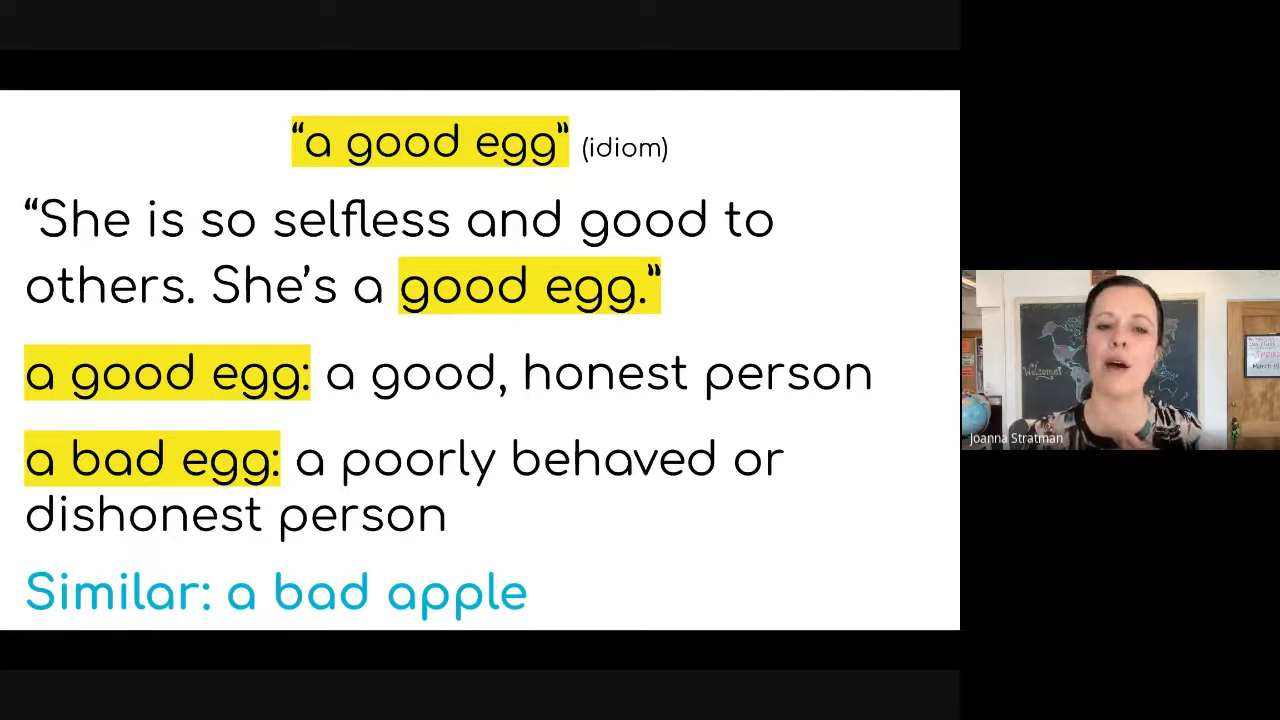 “a good egg” (idiom)
“She is so selfless and good to
others. She’s a good egg.”
a good egg: a good, honest person
a bad egg: a poorly behaved or
dishonest person
Similar: a bad apple
Welcome!
Joanna Stratman